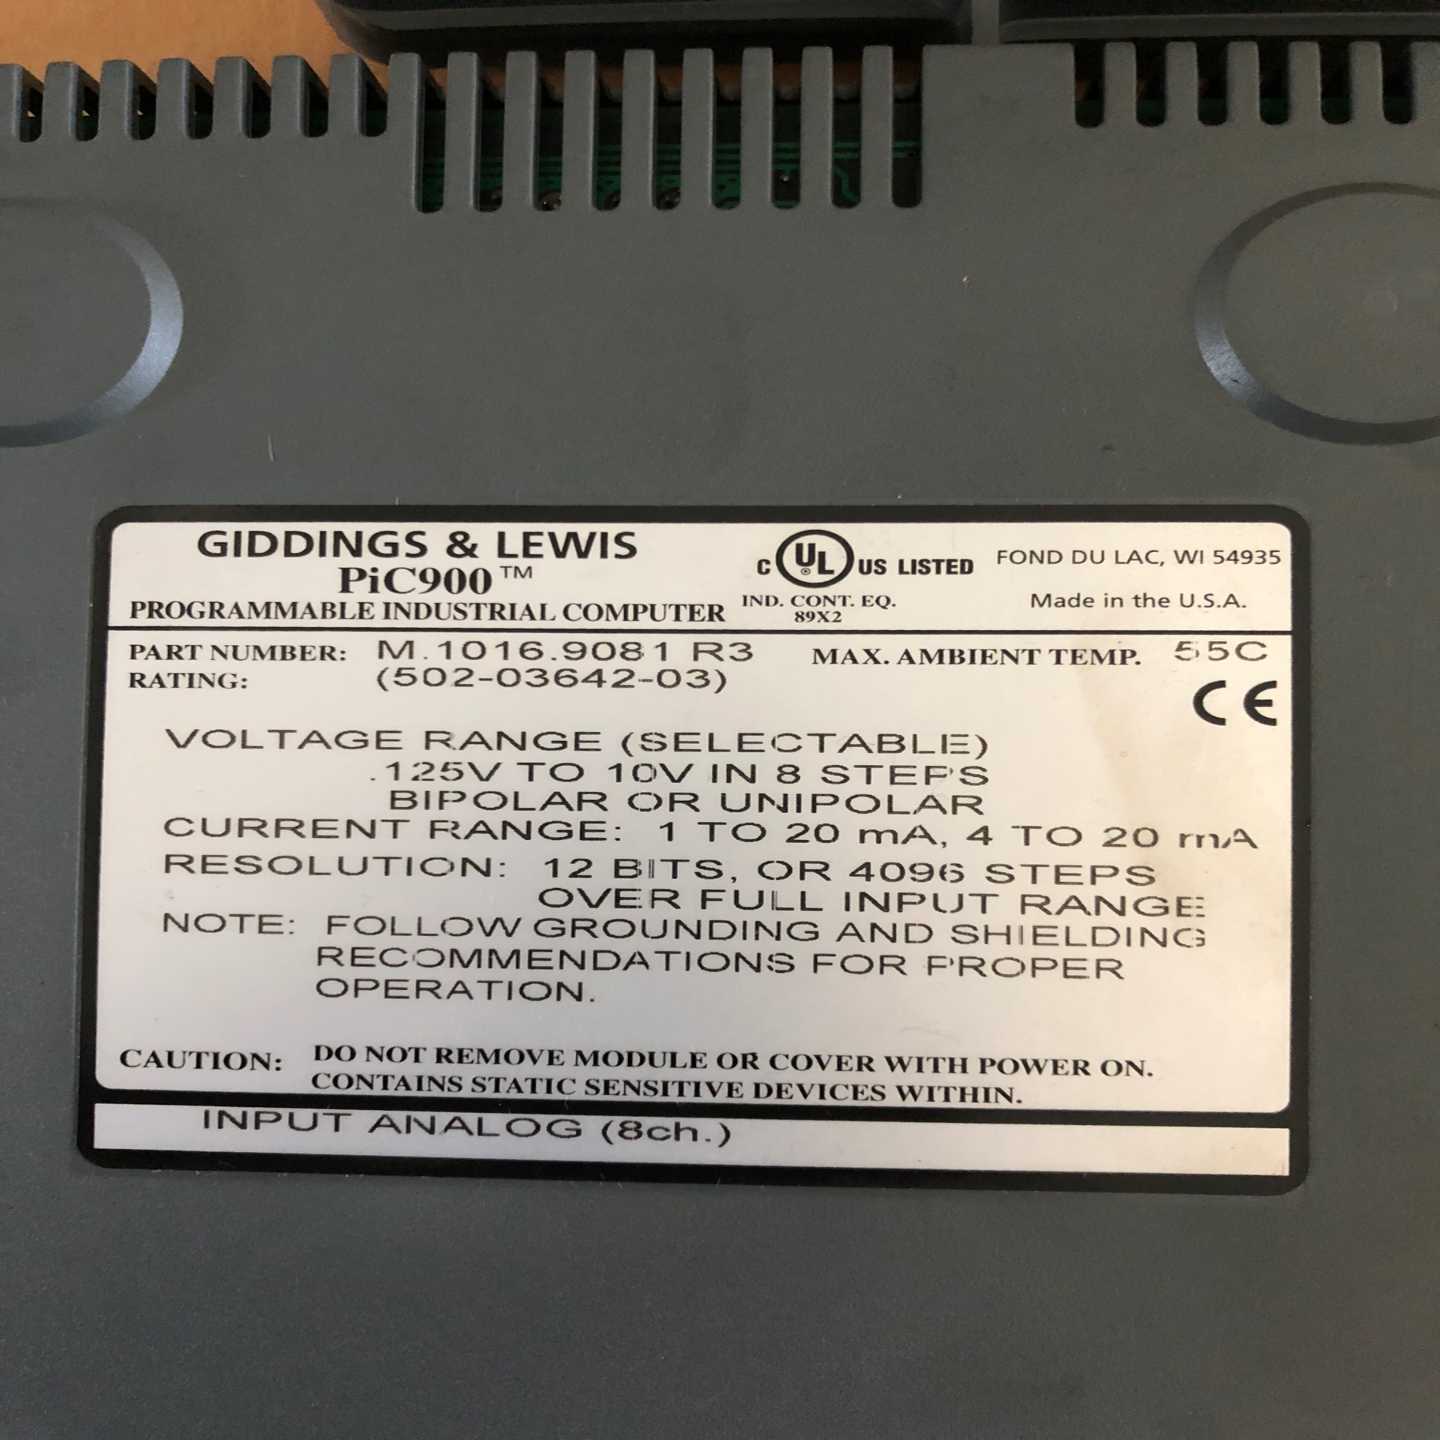 GIDDINGS & LEWIS
PiC900™
PROGRAMMABLE INDUSTRIAL COMPUTER
C UL US LISTED
IND. CONT. EQ.
89X2
FOND DU LAC, WI 54935
Made in the U.S.A.
PART NUMBER: M.1016.9081 R3 MAX. AMBIENT TEMP. 55C
RATING: (502-03642-03)
CE
VOLTAGE RANGE (SELECTABLE)
.125V TO 10V IN 8 STEPS
BIPOLAR OR UNIPOLAR
CURRENT RANGE: 1 TO 20 mA, 4 TO 20 mA
RESOLUTION: 12 BITS, OR 4096 STEPS
OVER FULL INPUT RANGE
NOTE: FOLLOW GROUNDING AND SHIELDING
RECOMMENDATIONS FOR PROPER
OPERATION.
CAUTION: DO NOT REMOVE MODULE OR COVER WITH POWER ON.
CONTAINS STATIC SENSITIVE DEVICES WITHIN.
INPUT ANALOG (8ch.)